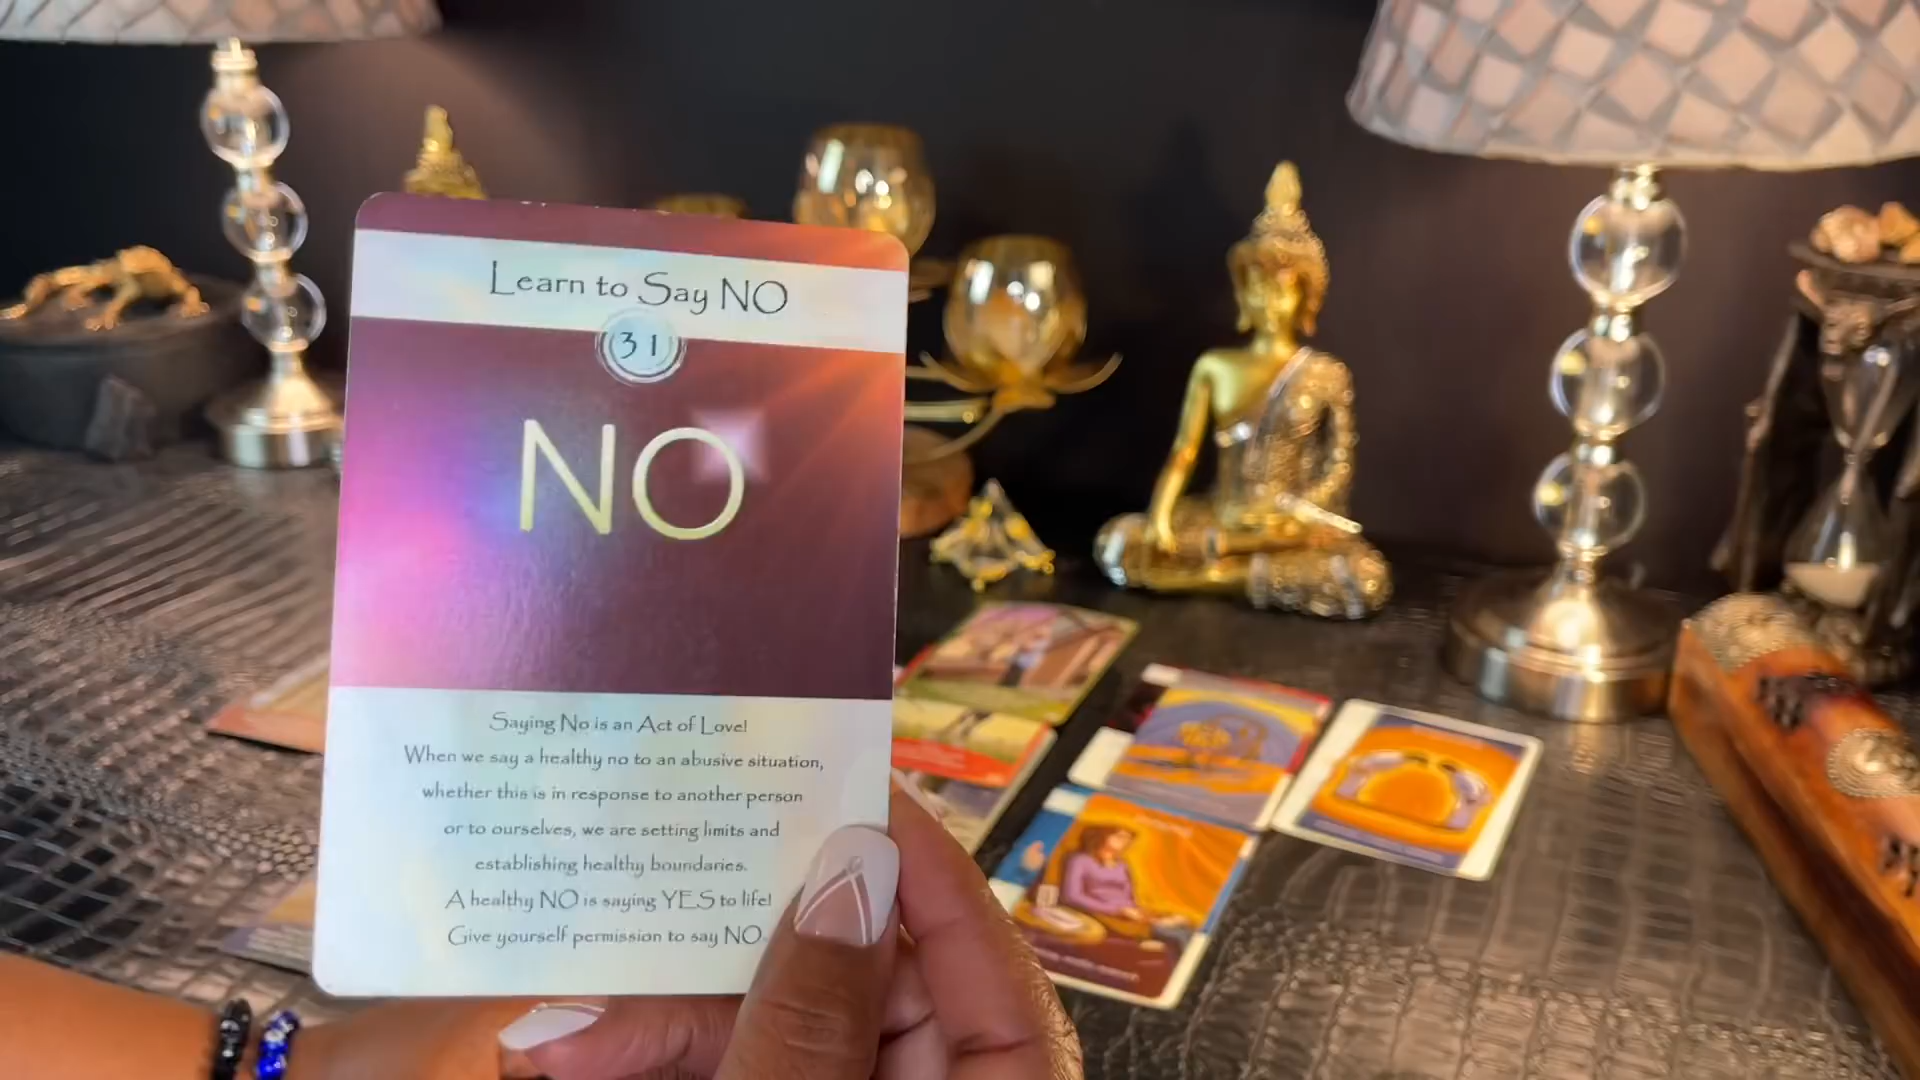 Learn to Say NO
31
NO
Saying No is an Act of Love!
When we say a healthy no to an abusive situation,
whether this is in response to another person
or to ourselves, we are setting limits and
establishing healthy boundaries.
A healthy NO is saying YES to life!
Give yourself permission to say NO.